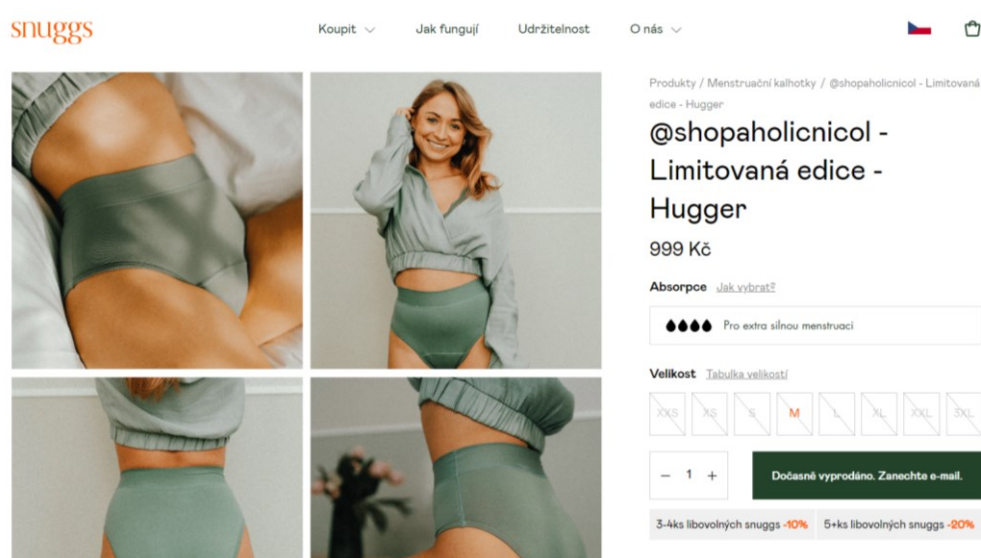 snuggs
Koupit
Jak fungují
Udržitelnost
O nás
Produkty / Menstruační kalhotky / @shopaholicnicol - Limitovaná
edice - Hugger
@shopaholicnicol -
Limitovaná edice -
Hugger
999 Kč
Absorpce Jak vybrat?
Pro extra silnou menstruaci
Velikost Tabulka velikostí
XXS XS S M L XL XXL 3XL
− 1 + Dočasně vyprodáno. Zanechte e-mail.
3-4ks libovolných snuggs -10% 5+ks libovolných snuggs -20%